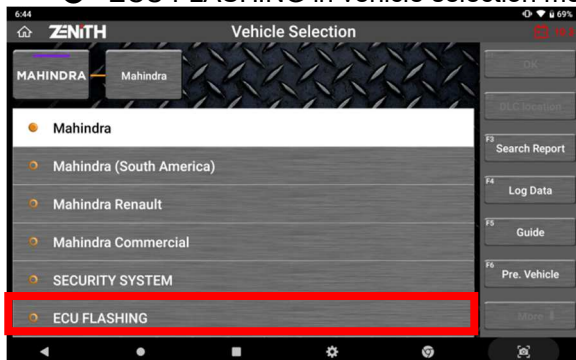 ECU FLASHING in vehicle selection
6:44
69%
ZENiTH
Vehicle Selection
MAHINDRA
Mahindra
OK
DLC location
Mahindra
F3
Search Report
Mahindra (South America)
F4
Log Data
Mahindra Renault
F5
Guide
Mahindra Commercial
F6
Pre. Vehicle
SECURITY SYSTEM
ECU FLASHING
More